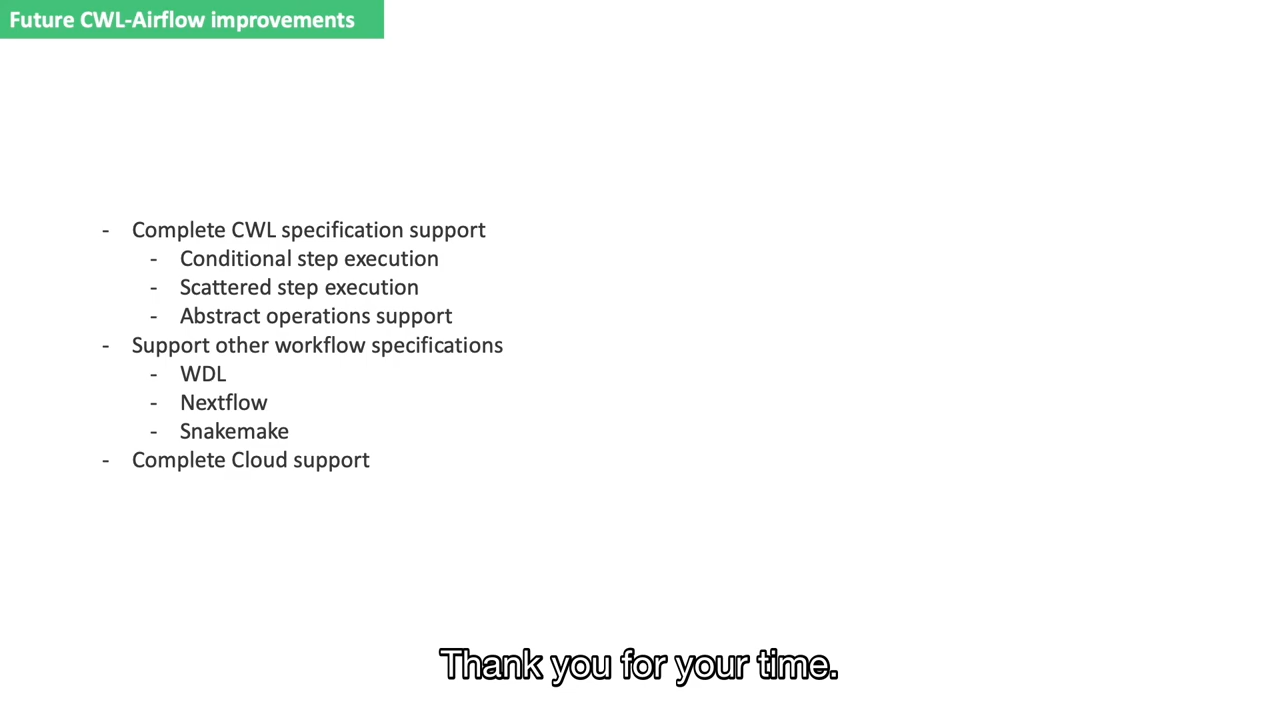 Future CWL-Airflow improvements
- Complete CWL specification support
- Conditional step execution
- Scattered step execution
- Abstract operations support
- Support other workflow specifications
- WDL
- Nextflow
- Snakemake
- Complete Cloud support
Thank you for your time.